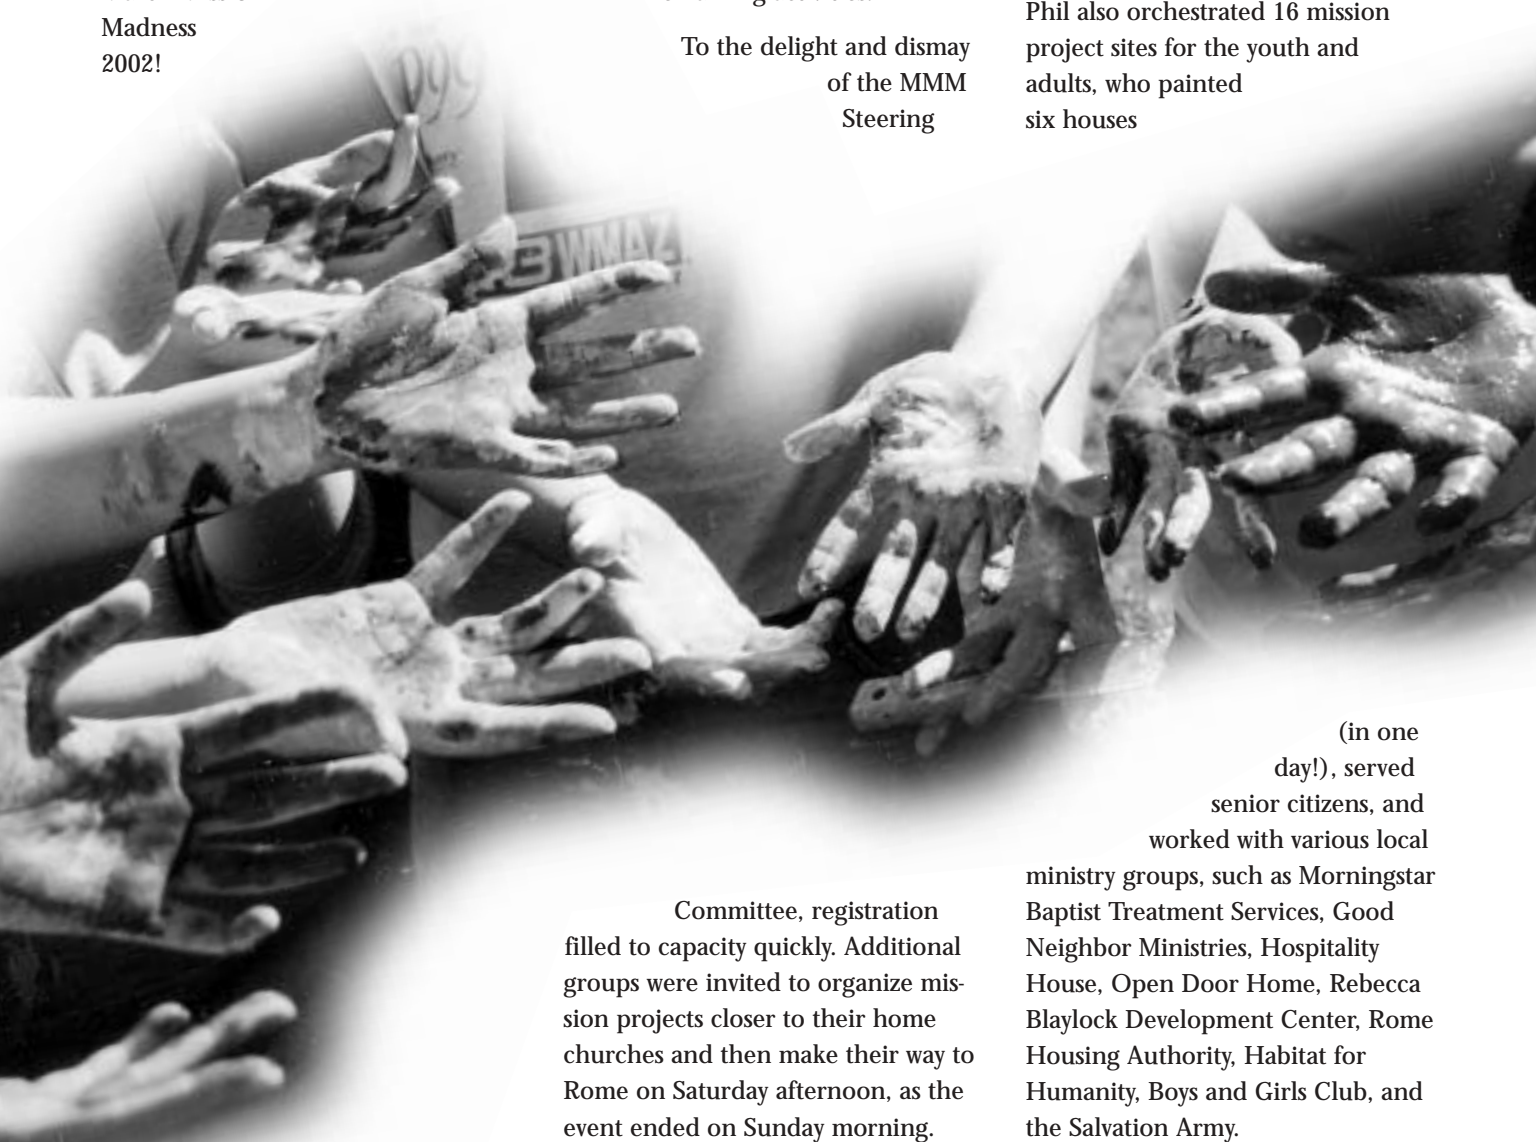 Madness
2002!
To the delight and dismay
of the MMM
Steering
Committee, registration
filled to capacity quickly. Additional
groups were invited to organize mis-
sion projects closer to their home
churches and then make their way to
Rome on Saturday afternoon, as the
event ended on Sunday morning.
Phil also orchestrated 16 mission
project sites for the youth and
adults, who painted
six houses
(in one
day!), served
senior citizens, and
worked with various local
ministry groups, such as Morningstar
Baptist Treatment Services, Good
Neighbor Ministries, Hospitality
House, Open Door Home, Rebecca
Blaylock Development Center, Rome
Housing Authority, Habitat for
Humanity, Boys and Girls Club, and
the Salvation Army.
999
3WMAZ